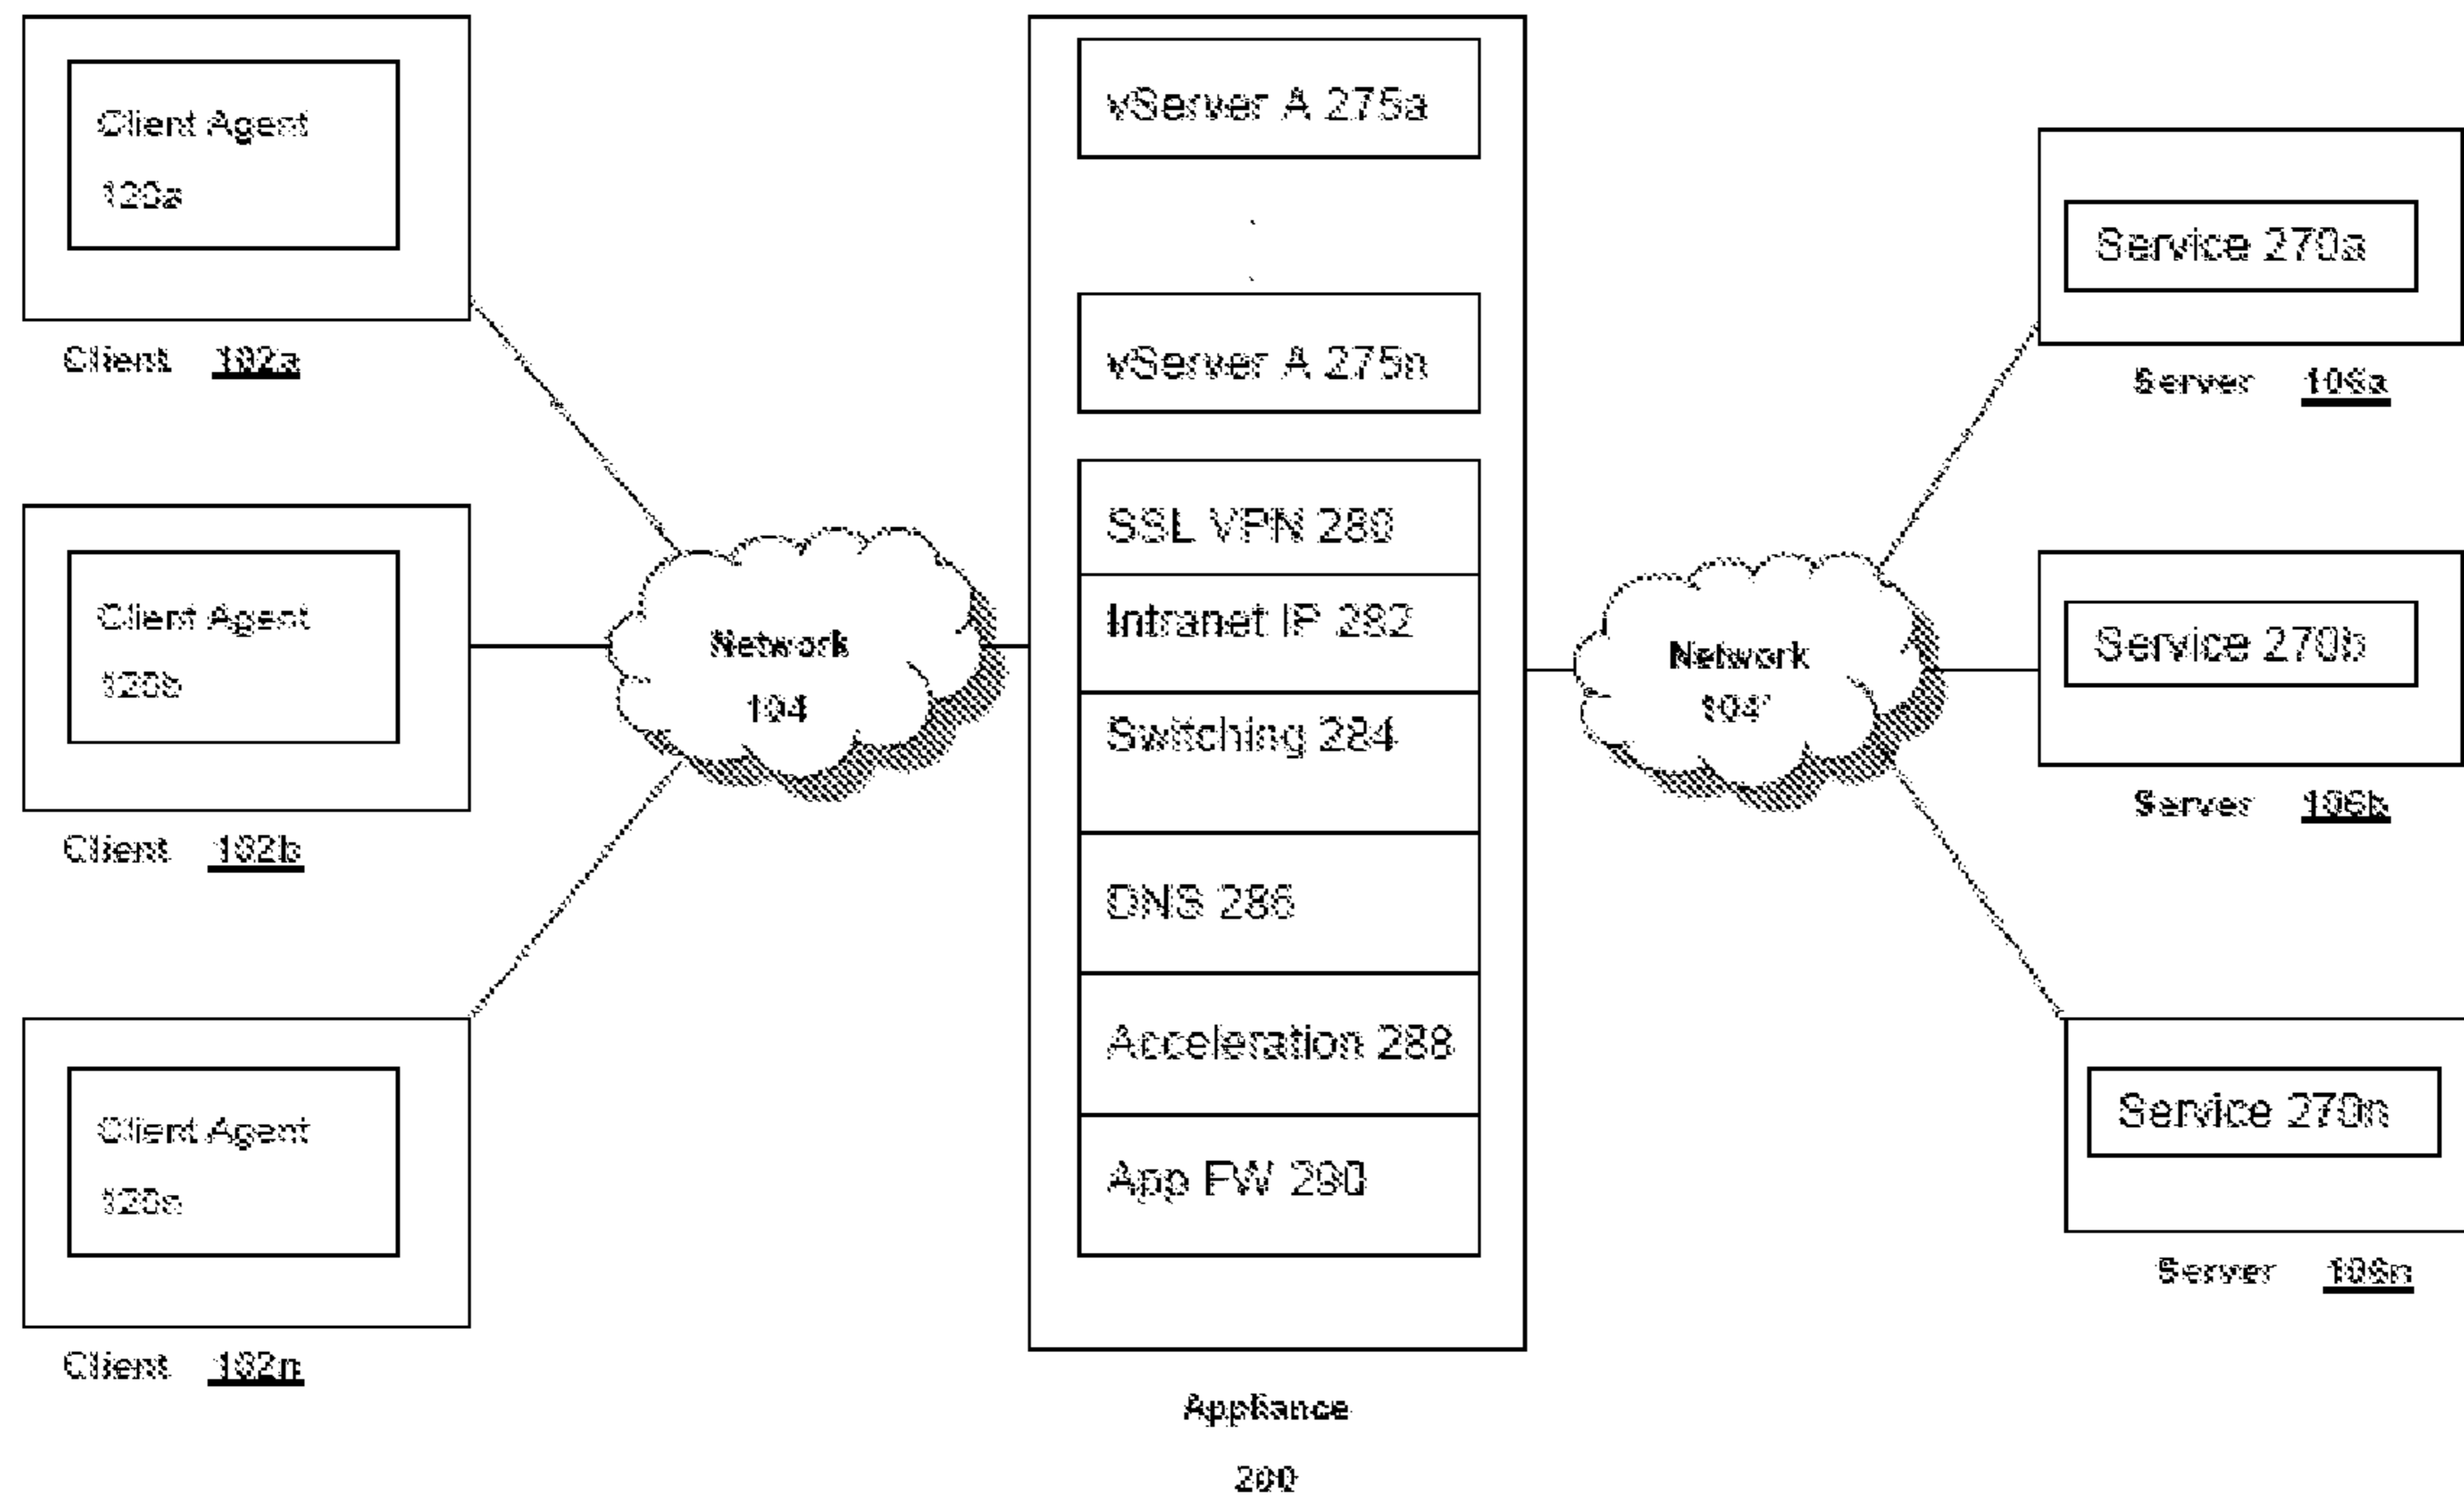 Client Agent
120a
Client 102a
Client Agent
120b
Client 102b
Client Agent
120n
Client 102n
Network
104
vServer A 275a
vServer A 275n
SSL VPN 280
Intranet IP 282
Switching 284
DNS 286
Acceleration 288
App FW 290
Appliance
200
Network
104'
Service 270a
Server 106a
Service 270b
Server 106b
Service 270n
Server 106n